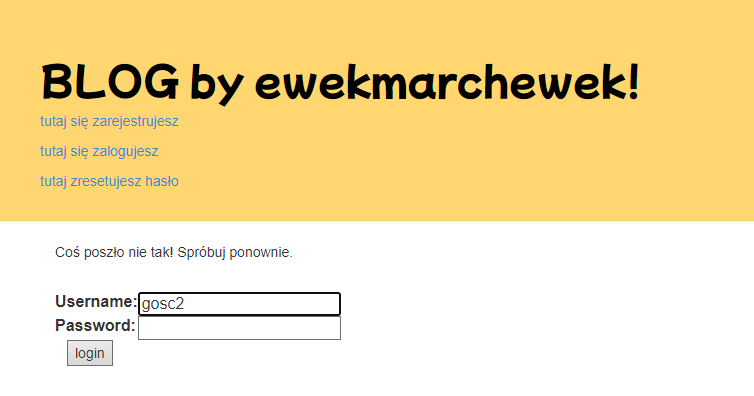 BLOG by ewekmarchewek!
tutaj się zarejestrujesz
tutaj się zalogujesz
tutaj zresetujesz hasło
Coś poszło nie tak! Spróbuj ponownie.
Username: gosc2
Password:
login